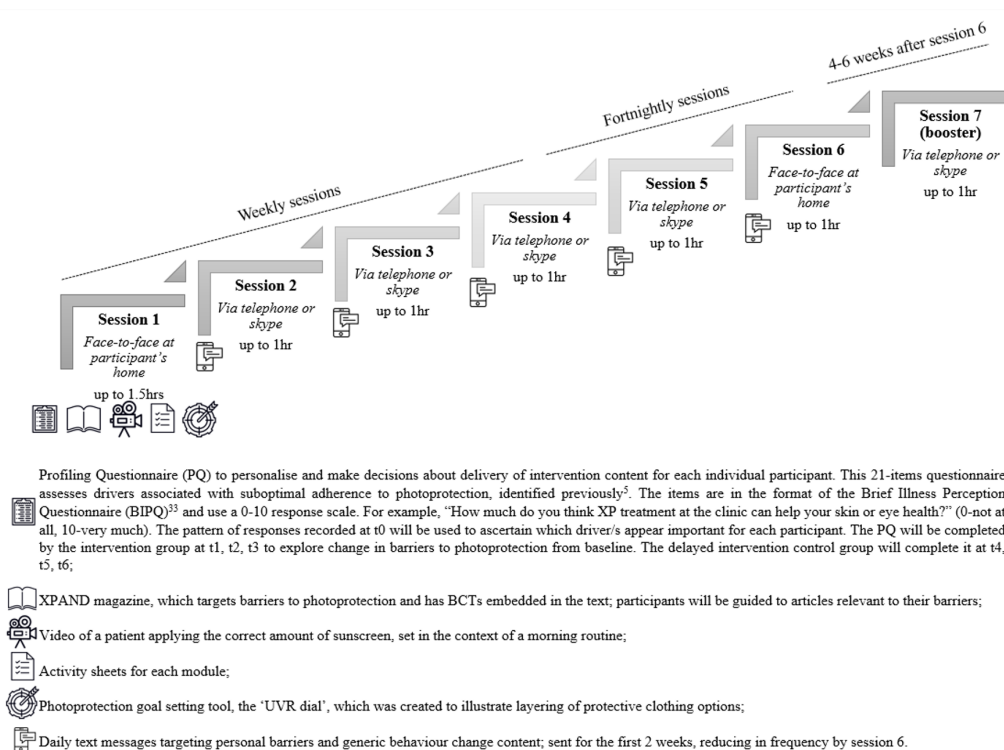 4-6 weeks after session 6
Fortnightly sessions
Weekly sessions
Session 1
Face-to-face at
participant's
home
up to 1.5hrs
Session 2
Via telephone or
skype
up to 1hr
Session 3
Via telephone or
skype
up to 1hr
Session 4
Via telephone or
skype
up to 1hr
Session 5
Via telephone or
skype
up to 1hr
Session 6
Face-to-face at
participant's
home
up to 1hr
Session 7
(booster)
Via telephone or
skype
up to 1hr
Profiling Questionnaire (PQ) to personalise and make decisions about delivery of intervention content for each individual participant. This 21-items questionnaire
assesses drivers associated with suboptimal adherence to photoprotection, identified previously⁵. The items are in the format of the Brief Illness Perception
Questionnaire (BIPQ)³³ and use a 0-10 response scale. For example, "How much do you think XP treatment at the clinic can help your skin or eye health?" (0-not at
all, 10-very much). The pattern of responses recorded at t0 will be used to ascertain which driver/s appear important for each participant. The PQ will be completed
by the intervention group at t1, t2, t3 to explore change in barriers to photoprotection from baseline. The delayed intervention control group will complete it at t4,
t5, t6;
XPAND magazine, which targets barriers to photoprotection and has BCTs embedded in the text; participants will be guided to articles relevant to their barriers;
Video of a patient applying the correct amount of sunscreen, set in the context of a morning routine;
Activity sheets for each module;
Photoprotection goal setting tool, the 'UVR dial', which was created to illustrate layering of protective clothing options;
Daily text messages targeting personal barriers and generic behaviour change content; sent for the first 2 weeks, reducing in frequency by session 6.